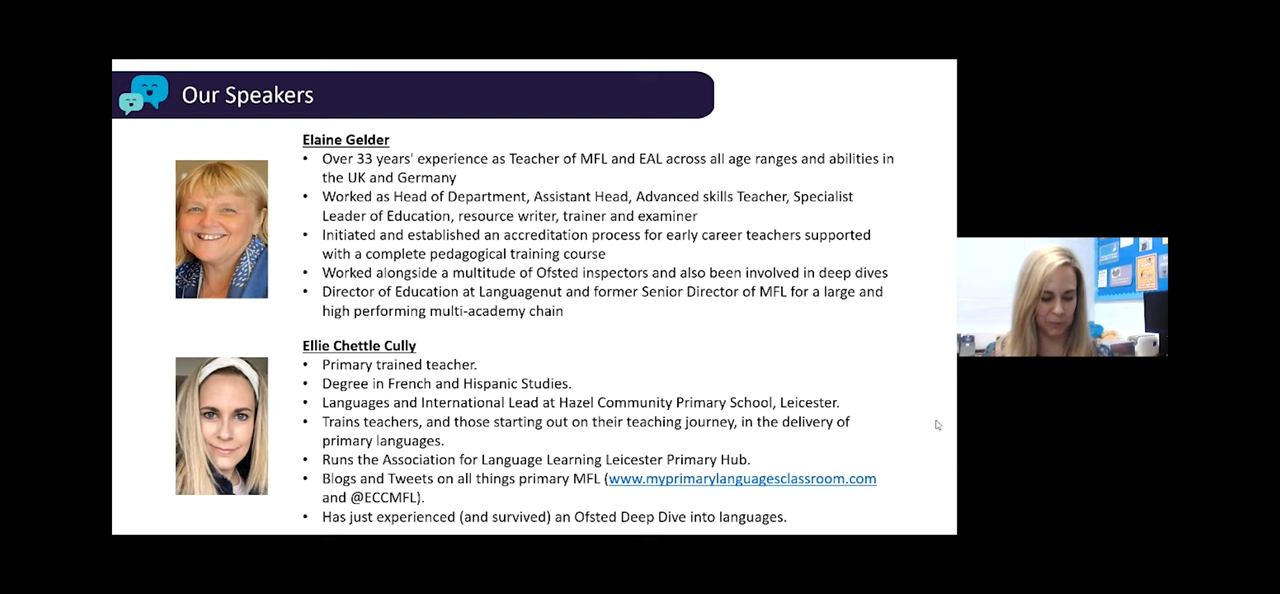 Our Speakers
Elaine Gelder
• Over 33 years' experience as Teacher of MFL and EAL across all age ranges and abilities in
the UK and Germany
• Worked as Head of Department, Assistant Head, Advanced skills Teacher, Specialist
Leader of Education, resource writer, trainer and examiner
• Initiated and established an accreditation process for early career teachers supported
with a complete pedagogical training course
• Worked alongside a multitude of Ofsted inspectors and also been involved in deep dives
• Director of Education at Languagenut and former Senior Director of MFL for a large and
high performing multi-academy chain
Ellie Chettle Cully
• Primary trained teacher.
• Degree in French and Hispanic Studies.
• Languages and International Lead at Hazel Community Primary School, Leicester.
• Trains teachers, and those starting out on their teaching journey, in the delivery of
primary languages.
• Runs the Association for Language Learning Leicester Primary Hub.
• Blogs and Tweets on all things primary MFL (www.myprimarylanguagesclassroom.com
and @ECCMFL).
• Has just experienced (and survived) an Ofsted Deep Dive into languages.